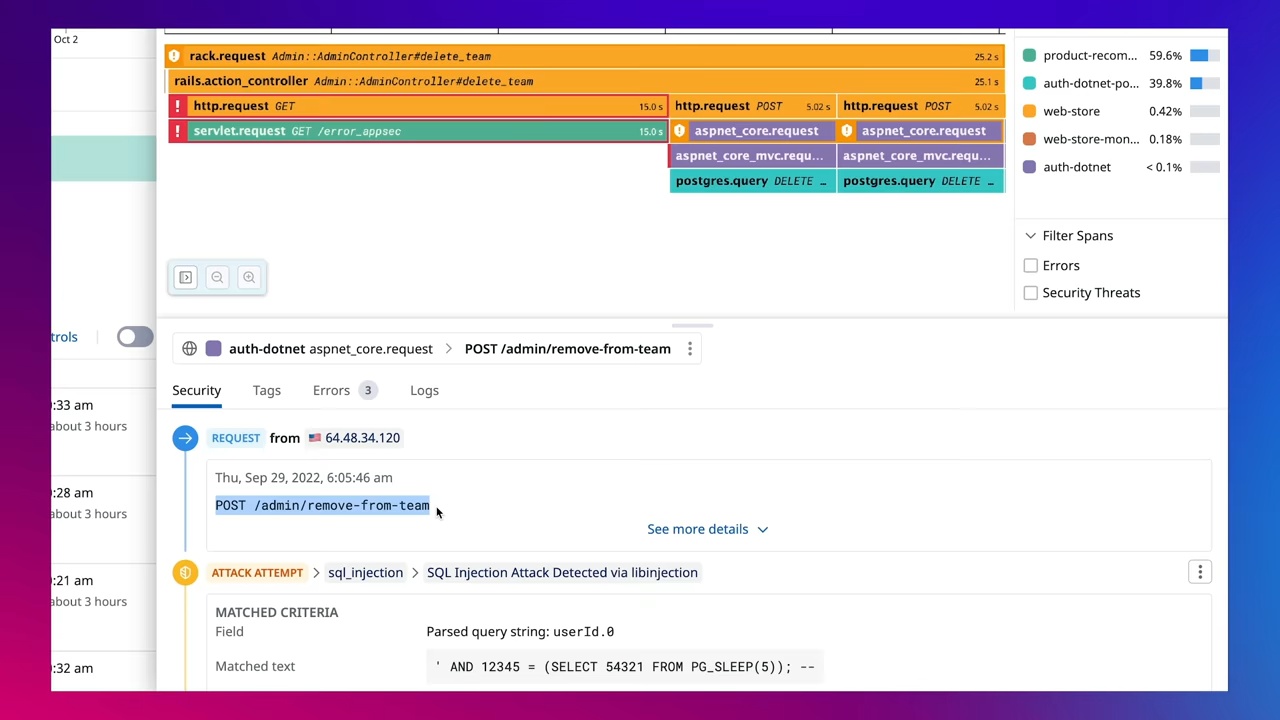 Oct 2
rack.request Admin::AdminController#delete_team 25.2 s
rails.action_controller Admin::AdminController#delete_team 25.1 s
! http.request GET 15.0 s http.request POST 5.02 s http.request POST 5.02 s
! servlet.request GET /error_appsec 15.0 s aspnet_core.request aspnet_core.request
aspnet_core_mvc.requ... aspnet_core_mvc.requ...
postgres.query DELETE … postgres.query DELETE …
product-recom... 59.6%
auth-dotnet-po... 39.8%
web-store 0.42%
web-store-mon... 0.18%
auth-dotnet < 0.1%
Filter Spans
Errors
Security Threats
trols
:33 am
about 3 hours
:28 am
about 3 hours
:21 am
about 3 hours
:32 am
auth-dotnet aspnet_core.request > POST /admin/remove-from-team
Security Tags Errors 3 Logs
REQUEST from 64.48.34.120
Thu, Sep 29, 2022, 6:05:46 am
POST /admin/remove-from-team
See more details
ATTACK ATTEMPT > sql_injection > SQL Injection Attack Detected via libinjection
MATCHED CRITERIA
Field Parsed query string: userId.0
Matched text ' AND 12345 = (SELECT 54321 FROM PG_SLEEP(5)); --